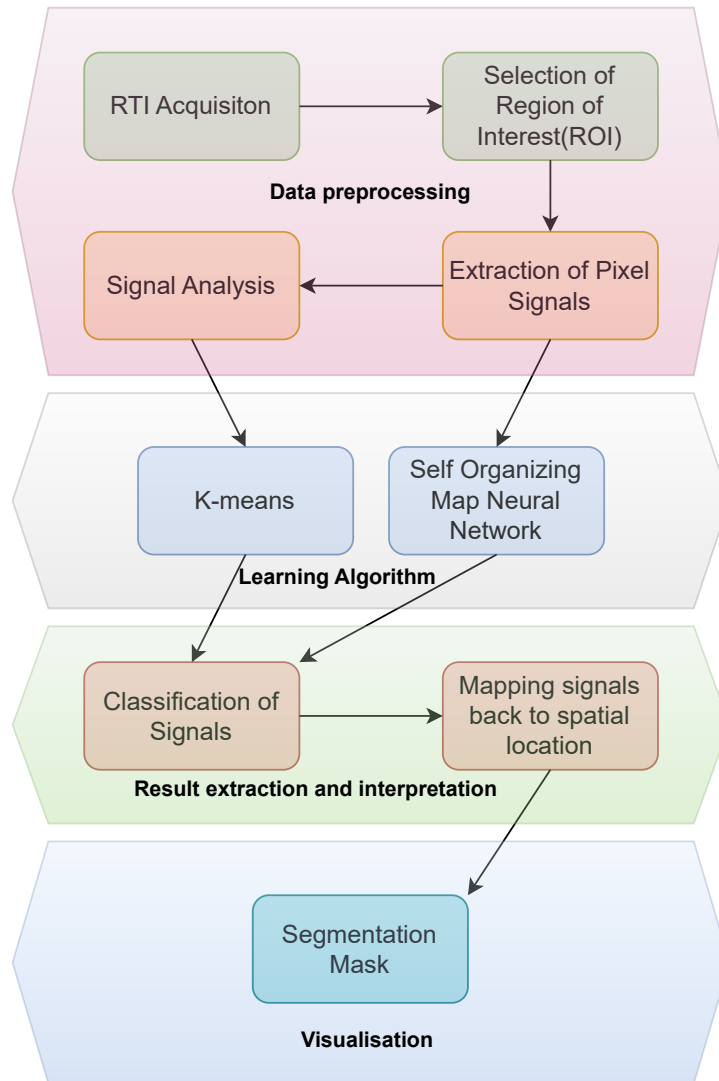 RTI Acquisiton
Selection of
Region of
Interest(ROI)
Data preprocessing
Signal Analysis
Extraction of Pixel
Signals
K-means
Self Organizing
Map Neural
Network
Learning Algorithm
Classification of
Signals
Mapping signals
back to spatial
location
Result extraction and interpretation
Segmentation
Mask
Visualisation